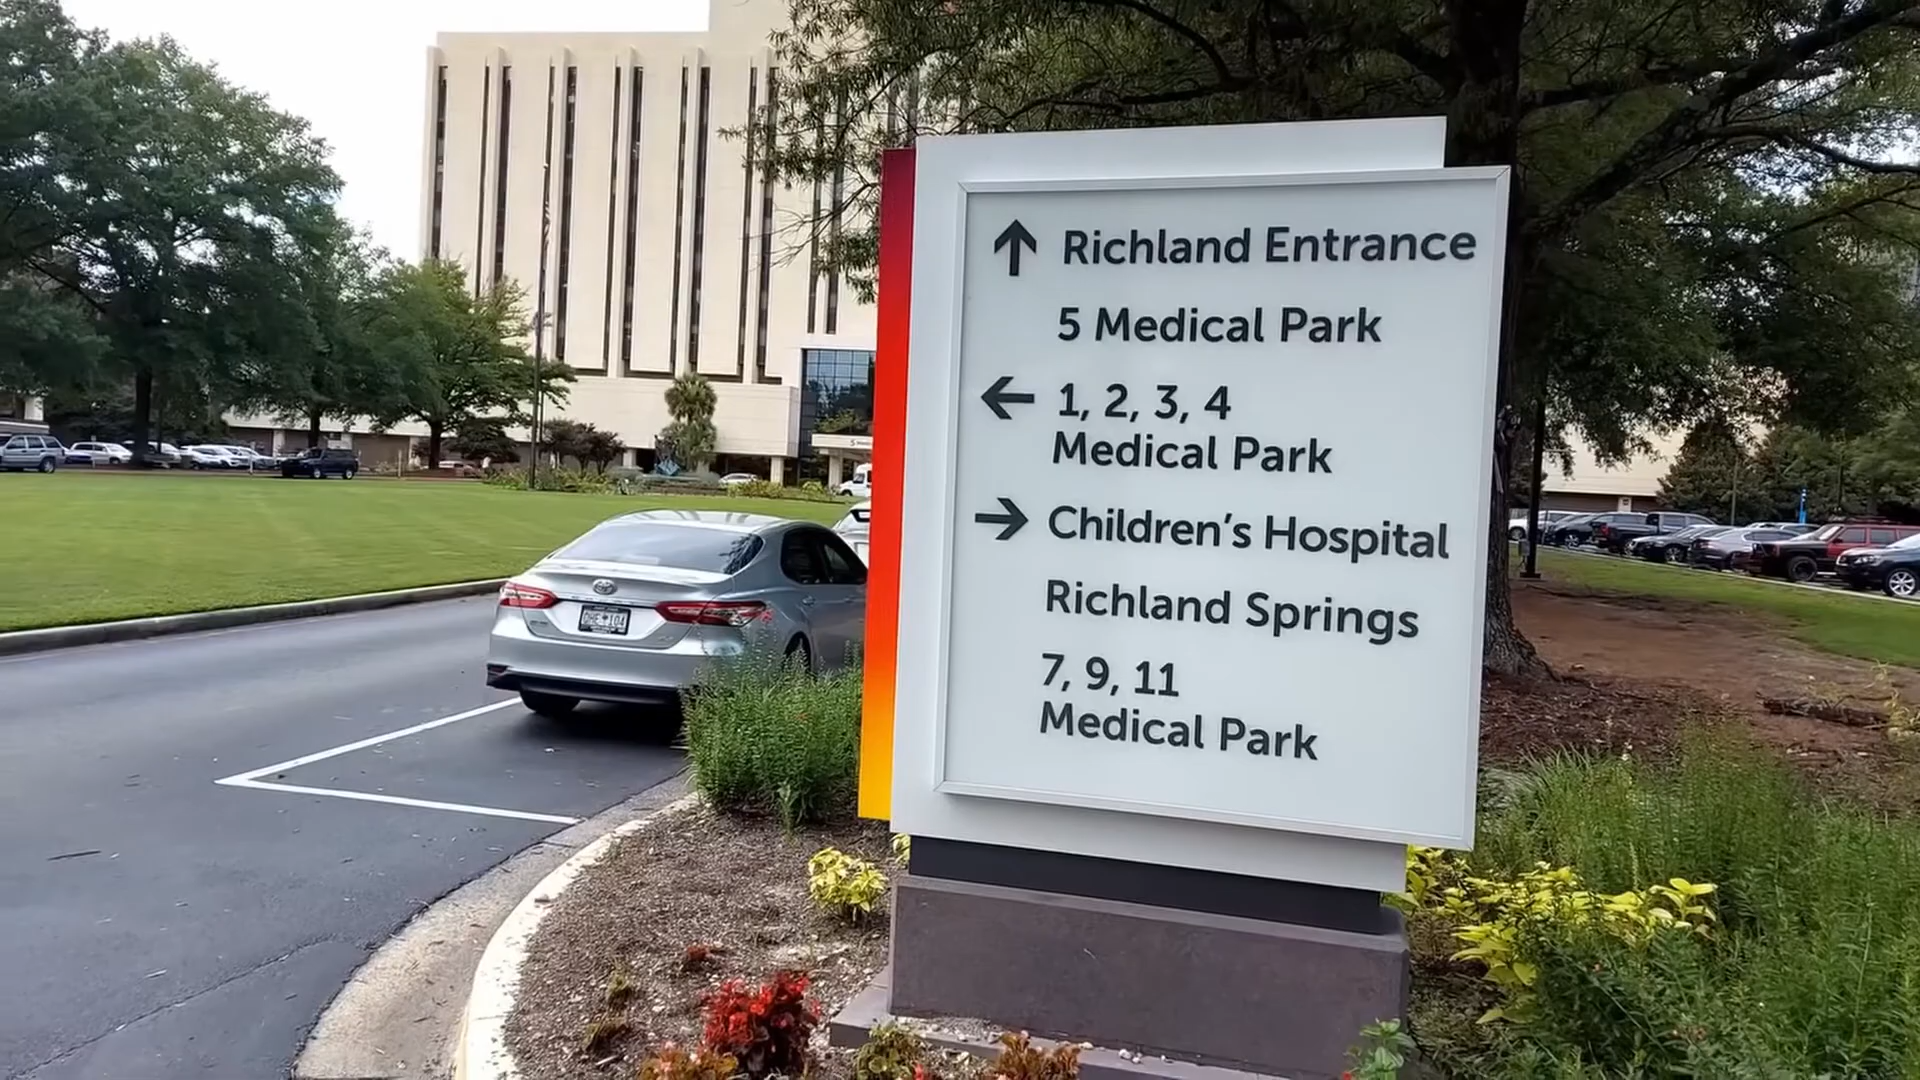 Richland Entrance
5 Medical Park
1, 2, 3, 4
Medical Park
Children's Hospital
Richland Springs
7, 9, 11
Medical Park